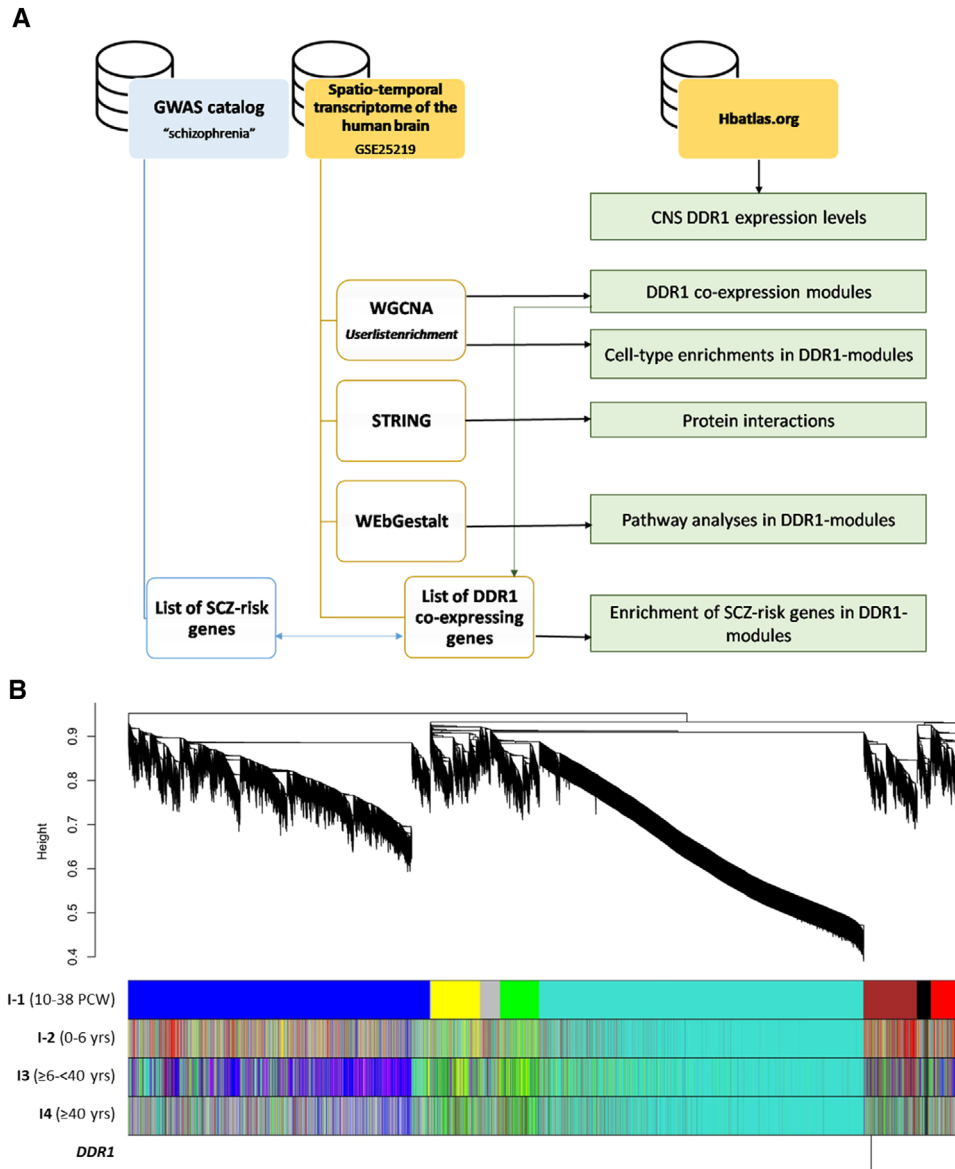 A
GWAS catalog
“schizophrenia”
Spatio-temporal
transcriptome of the
human brain
GSE25219
Hbatlas.org
CNS DDR1 expression levels
WGCNA
Userlistenrichment
DDR1 co-expression modules
Cell-type enrichments in DDR1-modules
STRING
Protein interactions
WEbGestalt
Pathway analyses in DDR1-modules
List of SCZ-risk
genes
List of DDR1
co-expressing
genes
Enrichment of SCZ-risk genes in DDR1-
modules
B
Height
0.9
0.8
0.7
0.6
0.5
0.4
I-1 (10-38 PCW)
I-2 (0-6 yrs)
I3 (≥6-<40 yrs)
I4 (≥40 yrs)
DDR1